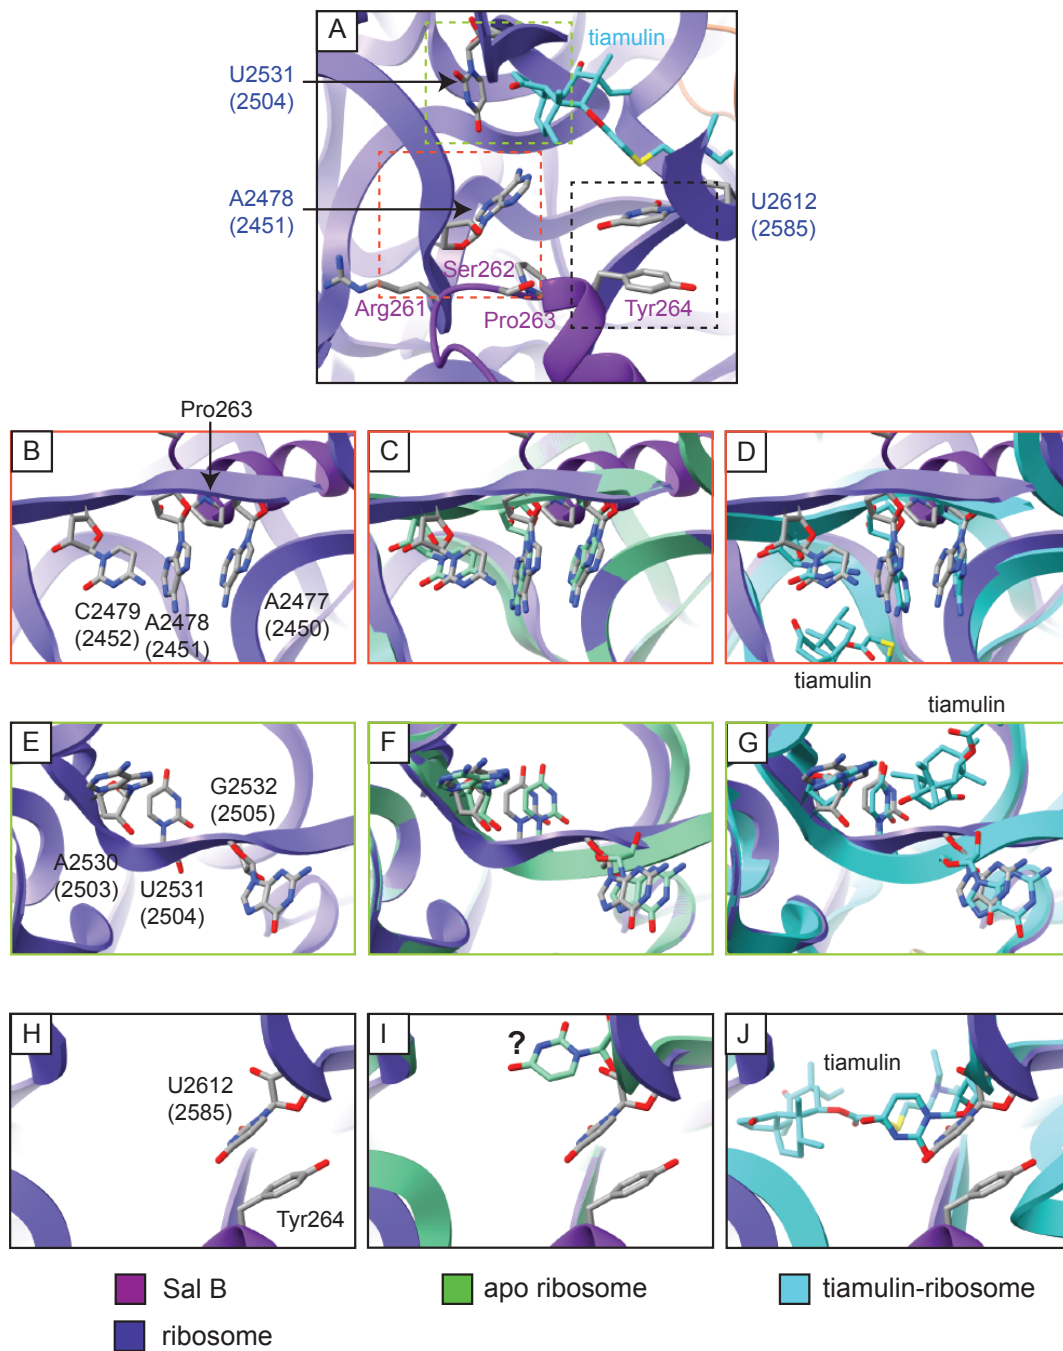 A
tiamulin
U2531
(2504)
A2478
(2451)
U2612
(2585)
Ser262
Arg261
Pro263
Tyr264
Pro263
B
C2479
(2452)
A2478
(2451)
A2477
(2450)
C
D
tiamulin
tiamulin
E
G2532
(2505)
A2530
(2503)
U2531
(2504)
F
G
H
U2612
(2585)
Tyr264
I
?
J
tiamulin
Sal B
apo ribosome
tiamulin-ribosome
ribosome